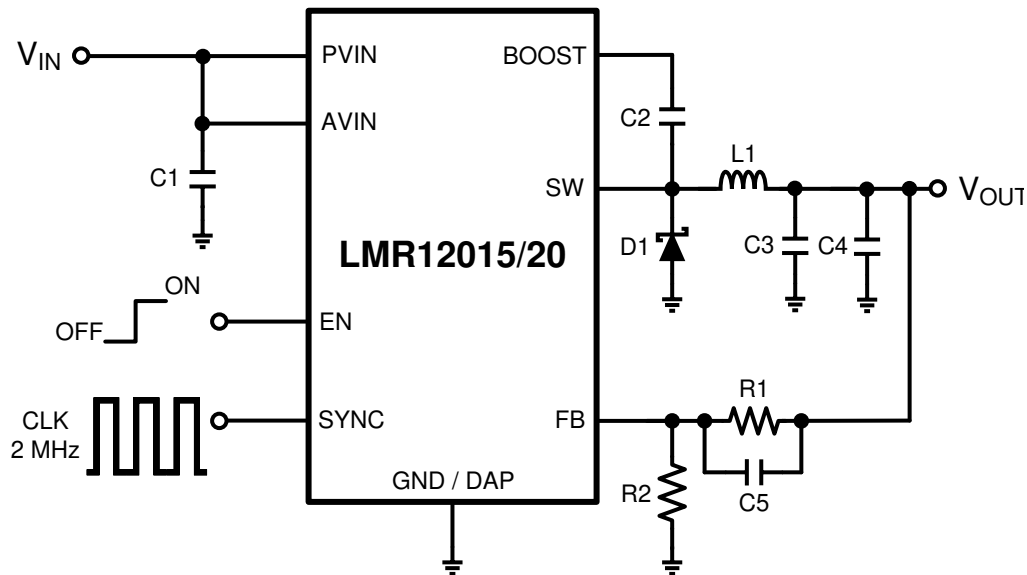 VIN
PVIN
BOOST
AVIN
C2
C1
L1
SW
VOUT
D1
C3
C4
LMR12015/20
ON
OFF
EN
R1
CLK
2 MHz
SYNC
FB
GND / DAP
R2
C5